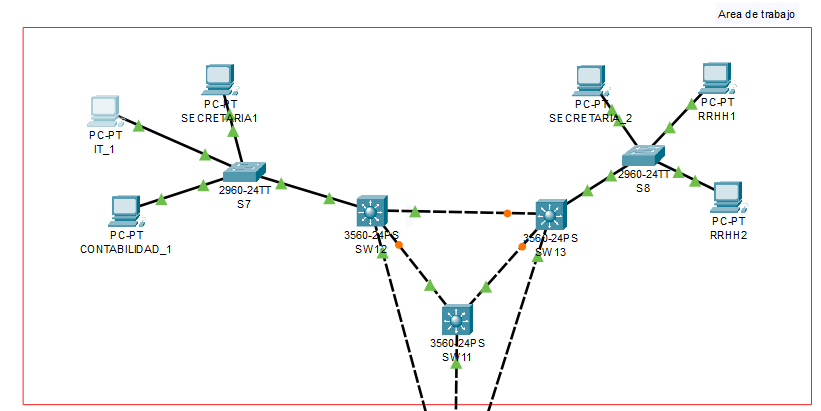 Area de trabajo
PC-PT
SECRETARIA1
PC-PT
SECRETARIA_2
PC-PT
RRHH1
PC-PT
IT_1
2960-24TT
S7
2960-24TT
S8
PC-PT
CONTABILIDAD_1
PC-PT
RRHH2
3560-24PS
SW12
3560-24PS
SW13
3560-24PS
SW11